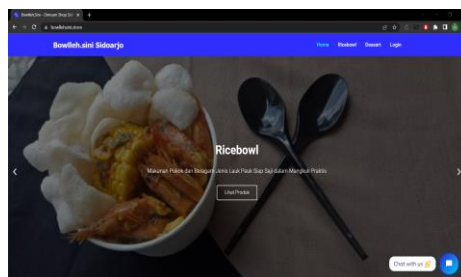 Bowlleh.sini Sidoarjo
Home Ricebowl Dessert Login
Ricebowl
Makanan Pokok dan Beragam Jenis Lauk Pauk Siap Saji dalam Mangkuk Praktis
Lihat Produk
Chat with us